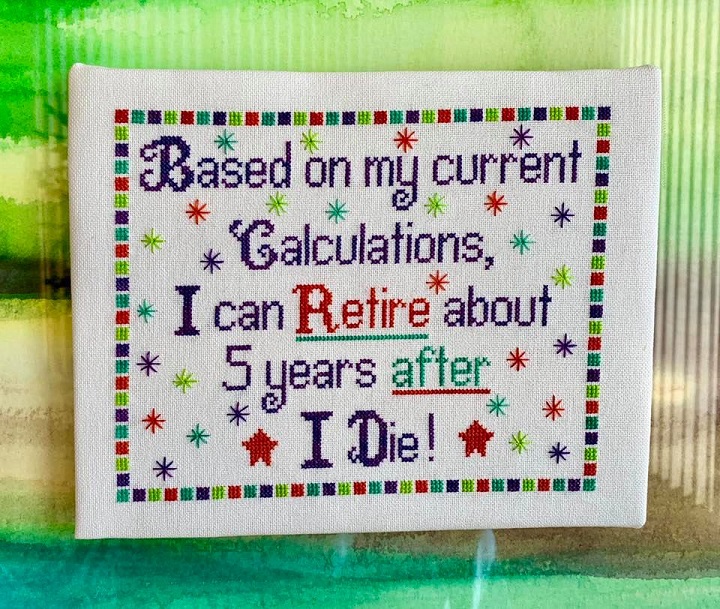 Based on my current
Calculations,
I can Retire about
5 years after
I Die!